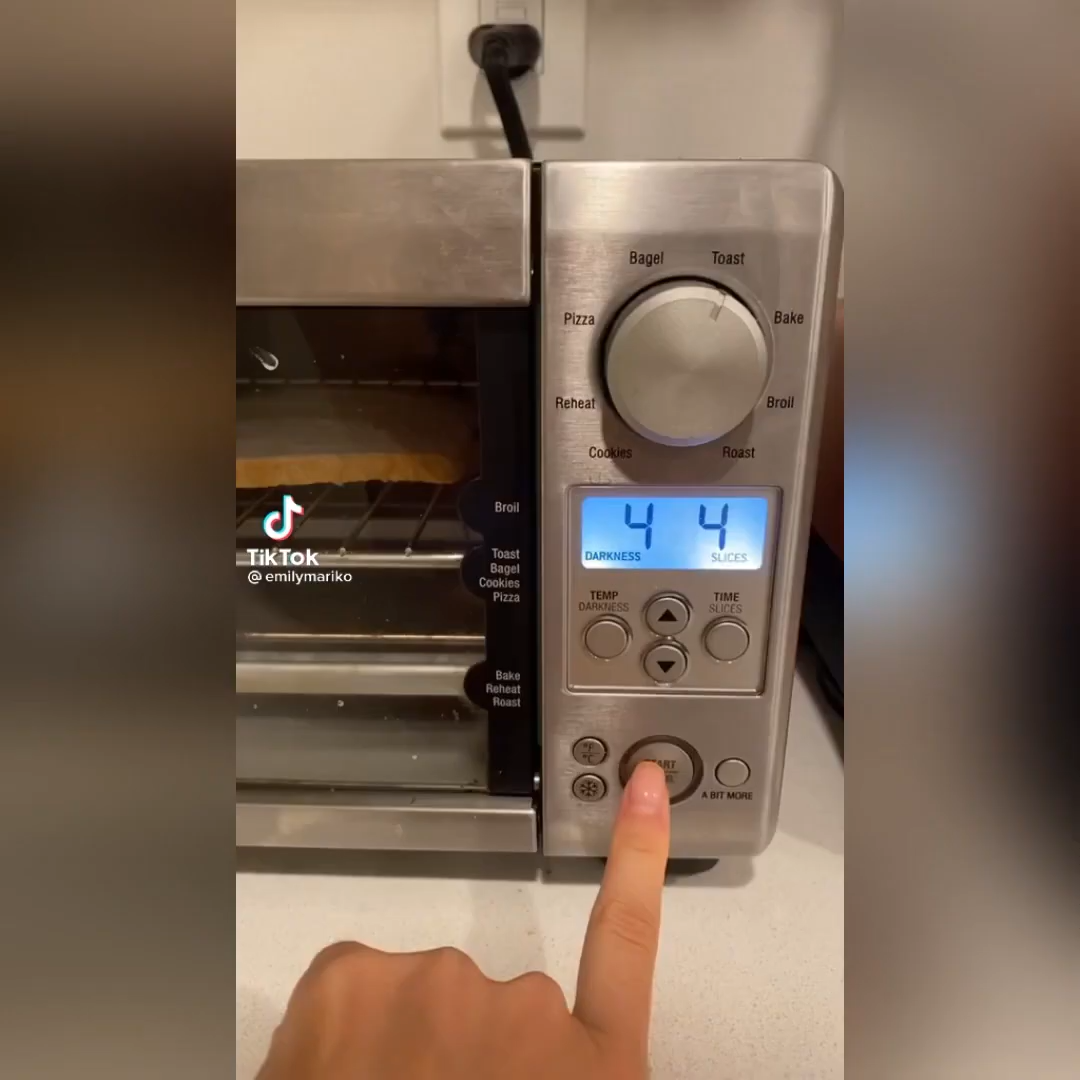 Bagel
Toast
Pizza
Bake
Reheat
Broil
Cookies
Roast
4 4
DARKNESS SLICES
TEMP
DARKNESS
TIME
SLICES
°F
°C
A BIT MORE
Broil
Toast
Bagel
Cookies
Pizza
Bake
Reheat
Roast
TikTok
@emilymariko